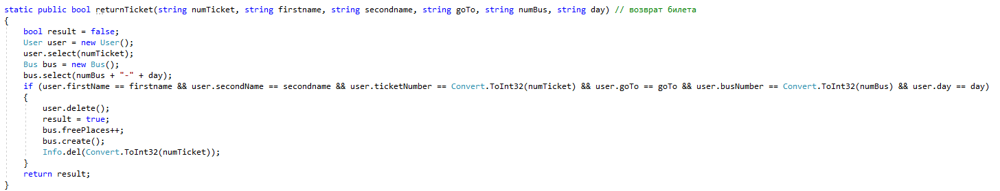 static public bool returnTicket(string numTicket, string firstname, string secondname, string goTo, string numBus, string day) // возврат билета
{
    bool result = false;
    User user = new User();
    user.select(numTicket);
    Bus bus = new Bus();
    bus.select(numBus + "-" + day);
    if (user.firstName == firstname && user.secondName == secondname && user.ticketNumber == Convert.ToInt32(numTicket) && user.goTo == goTo && user.busNumber == Convert.ToInt32(numBus) && user.day == day)
    {
        user.delete();
        result = true;
        bus.freePlaces++;
        bus.create();
        Info.del(Convert.ToInt32(numTicket));
    }
    return result;
}